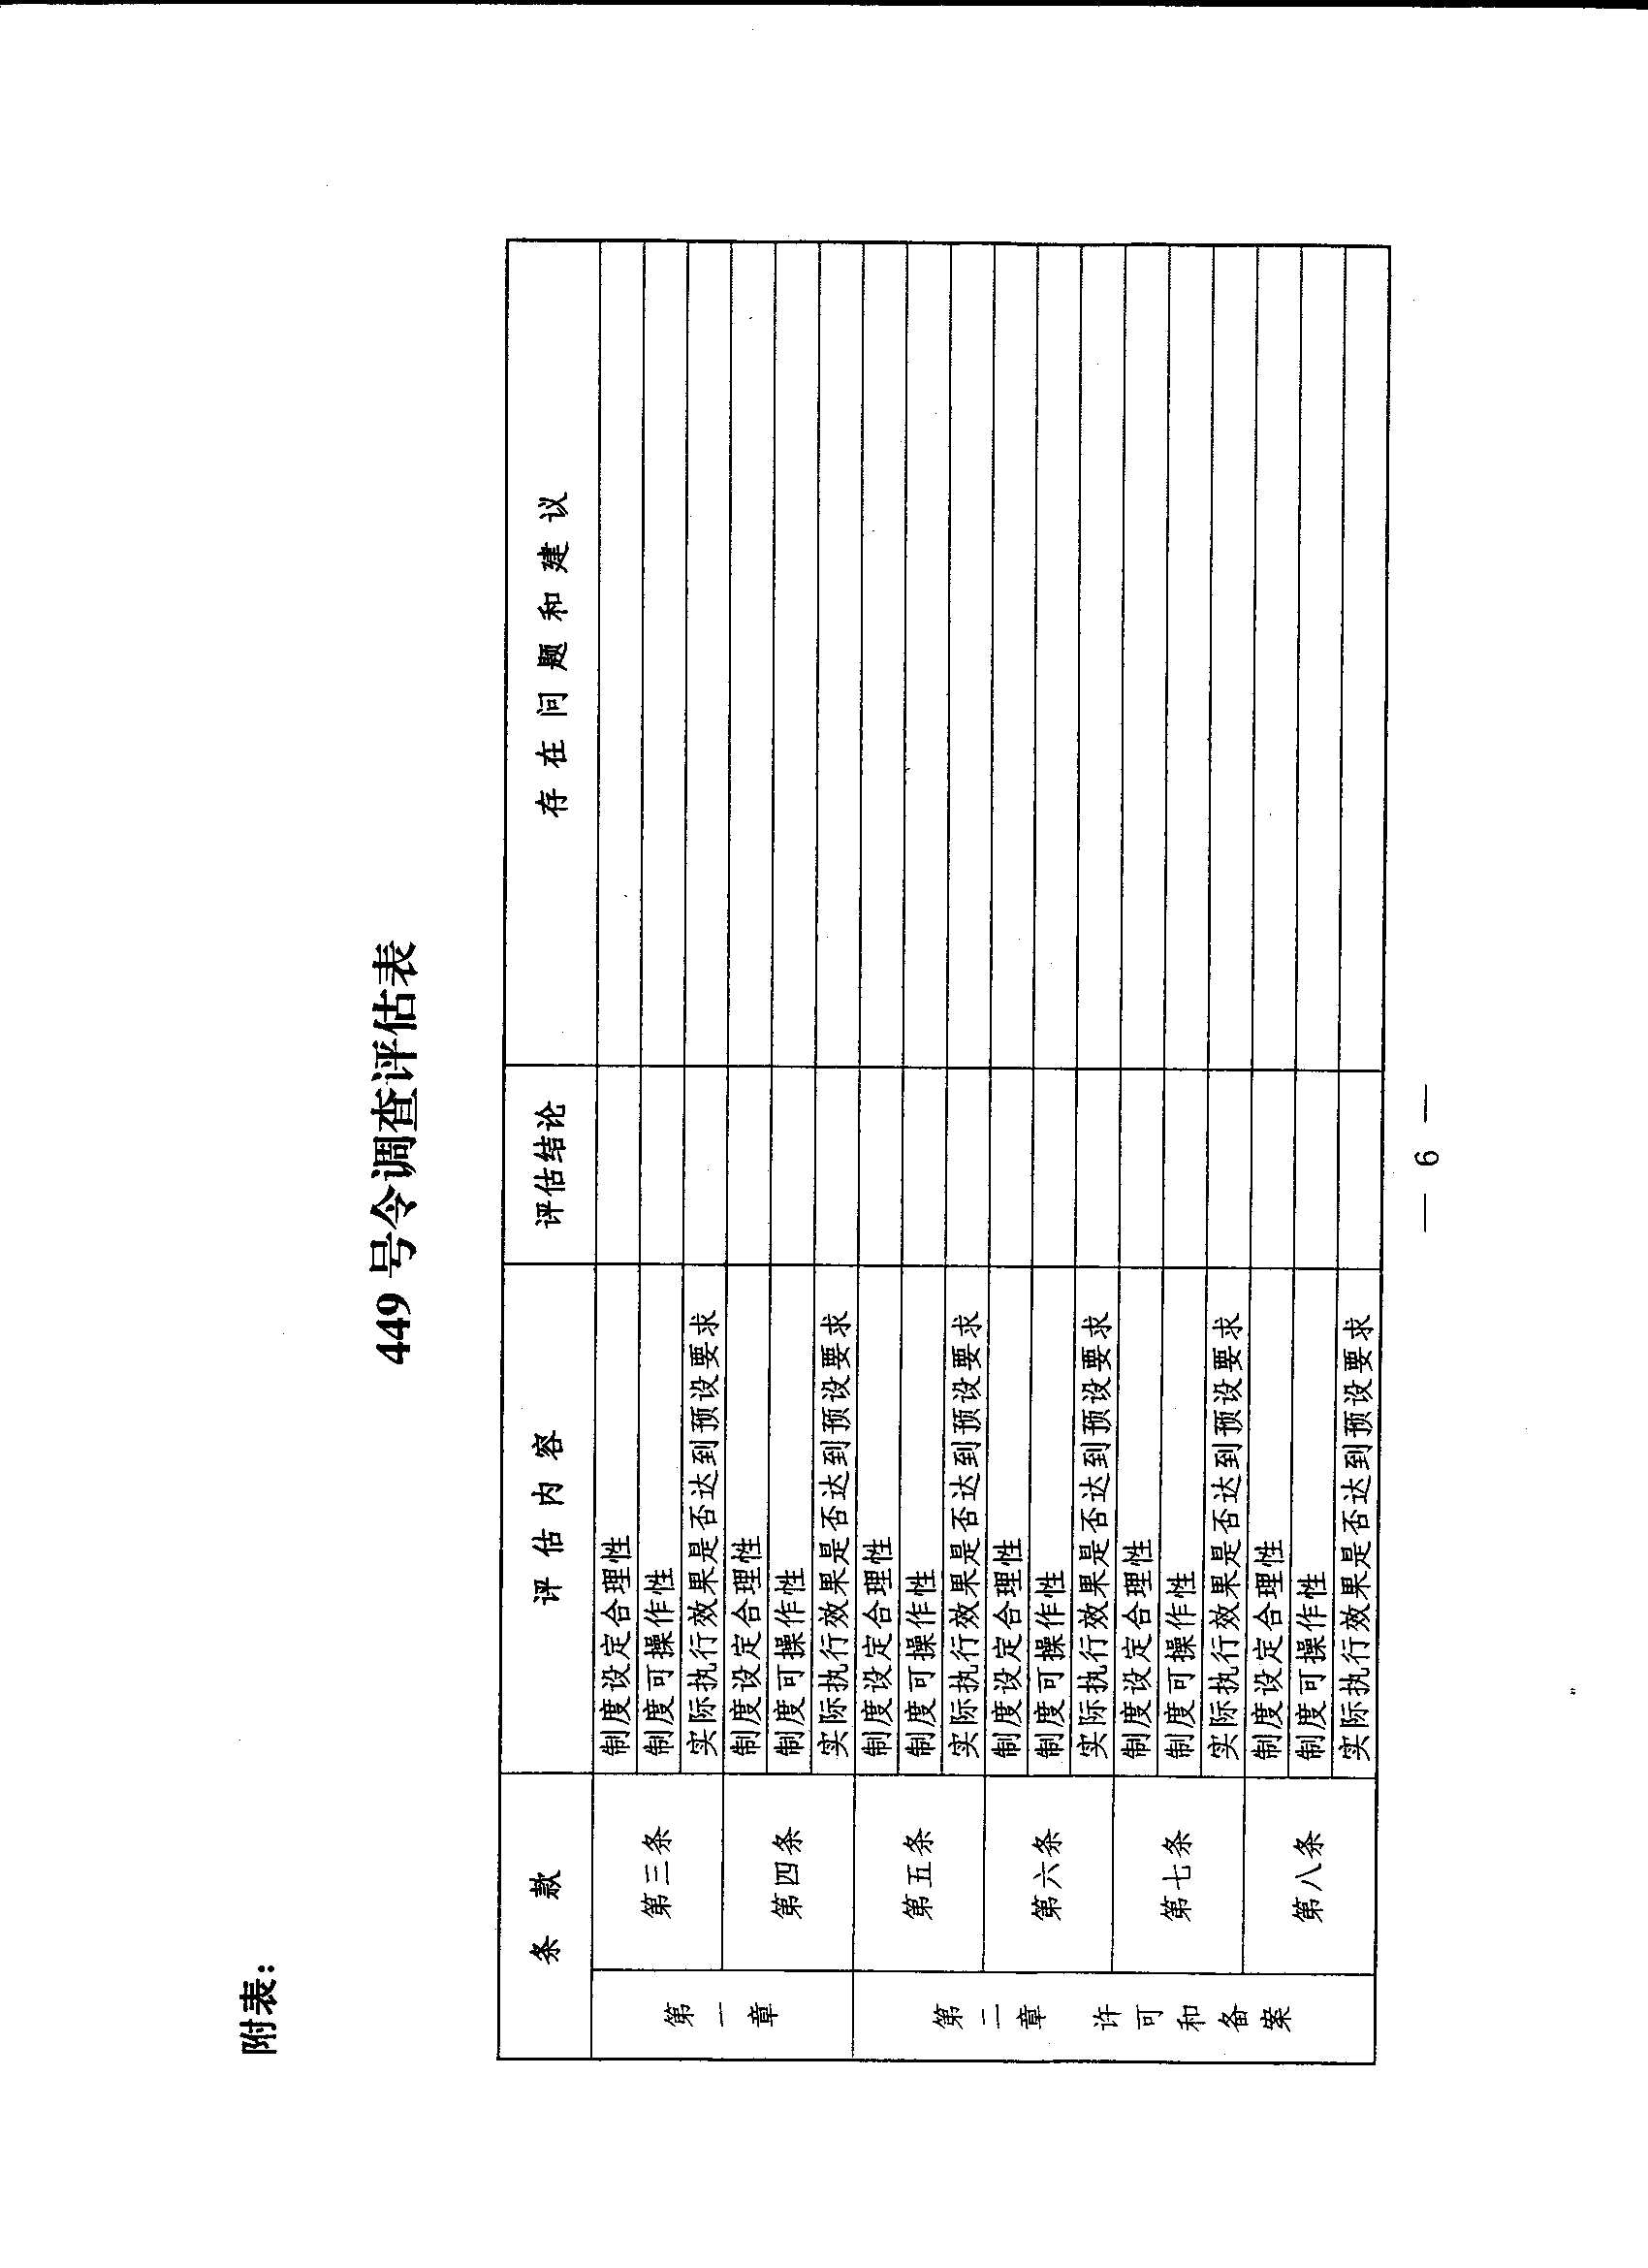 附表：
449 号令调查评估表
条 款 评 估 内 容 评估结论 存 在 问 题 和 建 议
第一章 第三条 制度设定合理性
制度可操作性
实际执行效果是否达到预设要求
第四条 制度设定合理性
制度可操作性
实际执行效果是否达到预设要求
第二章 许可和备案 第五条 制度设定合理性
制度可操作性
实际执行效果是否达到预设要求
第六条 制度设定合理性
制度可操作性
实际执行效果是否达到预设要求
第七条 制度设定合理性
制度可操作性
实际执行效果是否达到预设要求
第八条 制度设定合理性
制度可操作性
实际执行效果是否达到预设要求
— 6 —